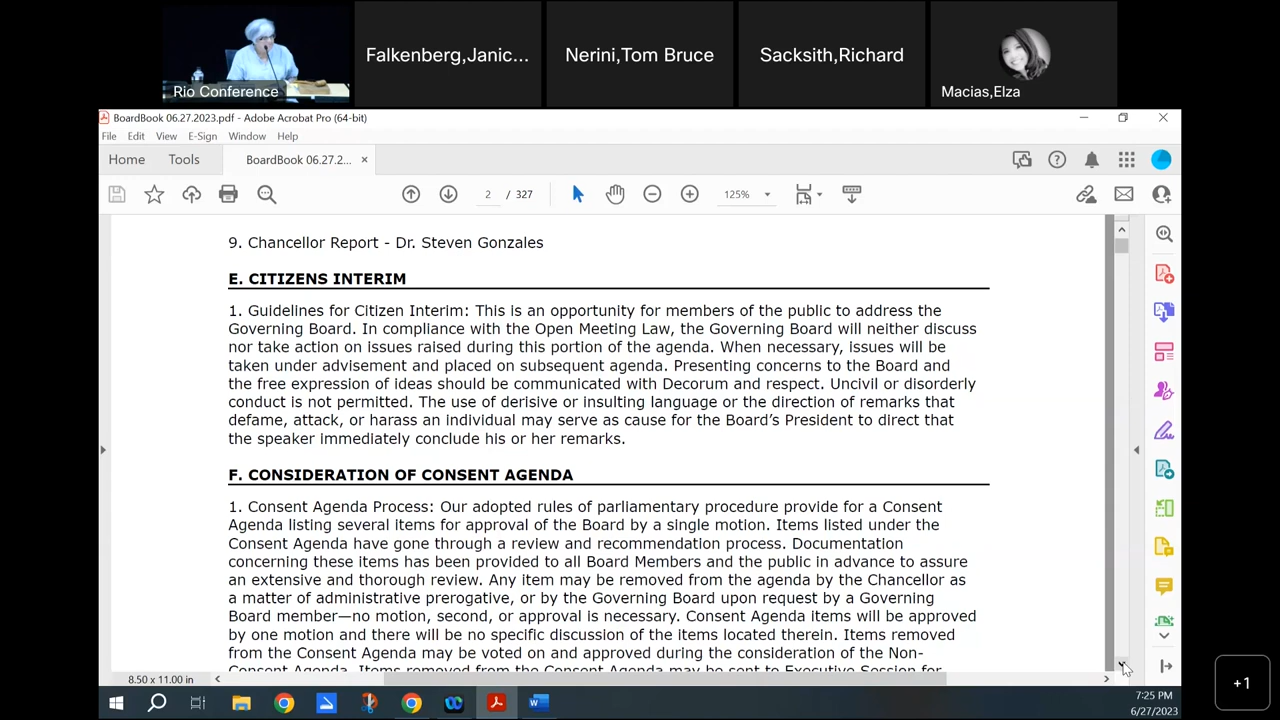 Rio Conference
Falkenberg,Janic...
Nerini,Tom Bruce
Sacksith,Richard
Macias,Elza
BoardBook 06.27.2023.pdf - Adobe Acrobat Pro (64-bit)
File Edit View E-Sign Window Help
Home Tools BoardBook 06.27.2... ×
2 / 327 125%
9. Chancellor Report - Dr. Steven Gonzales
E. CITIZENS INTERIM
1. Guidelines for Citizen Interim: This is an opportunity for members of the public to address the
Governing Board. In compliance with the Open Meeting Law, the Governing Board will neither discuss
nor take action on issues raised during this portion of the agenda. When necessary, issues will be
taken under advisement and placed on subsequent agenda. Presenting concerns to the Board and
the free expression of ideas should be communicated with Decorum and respect. Uncivil or disorderly
conduct is not permitted. The use of derisive or insulting language or the direction of remarks that
defame, attack, or harass an individual may serve as cause for the Board’s President to direct that
the speaker immediately conclude his or her remarks.
F. CONSIDERATION OF CONSENT AGENDA
1. Consent Agenda Process: Our adopted rules of parliamentary procedure provide for a Consent
Agenda listing several items for approval of the Board by a single motion. Items listed under the
Consent Agenda have gone through a review and recommendation process. Documentation
concerning these items has been provided to all Board Members and the public in advance to assure
an extensive and thorough review. Any item may be removed from the agenda by the Chancellor as
a matter of administrative prerogative, or by the Governing Board upon request by a Governing
Board member—no motion, second, or approval is necessary. Consent Agenda items will be approved
by one motion and there will be no specific discussion of the items located therein. Items removed
from the Consent Agenda may be voted on and approved during the consideration of the Non-
Consent Agenda. Items removed from the Consent Agenda may be sent to Executive Session for
8.50 x 11.00 in
7:25 PM
6/27/2023
+1